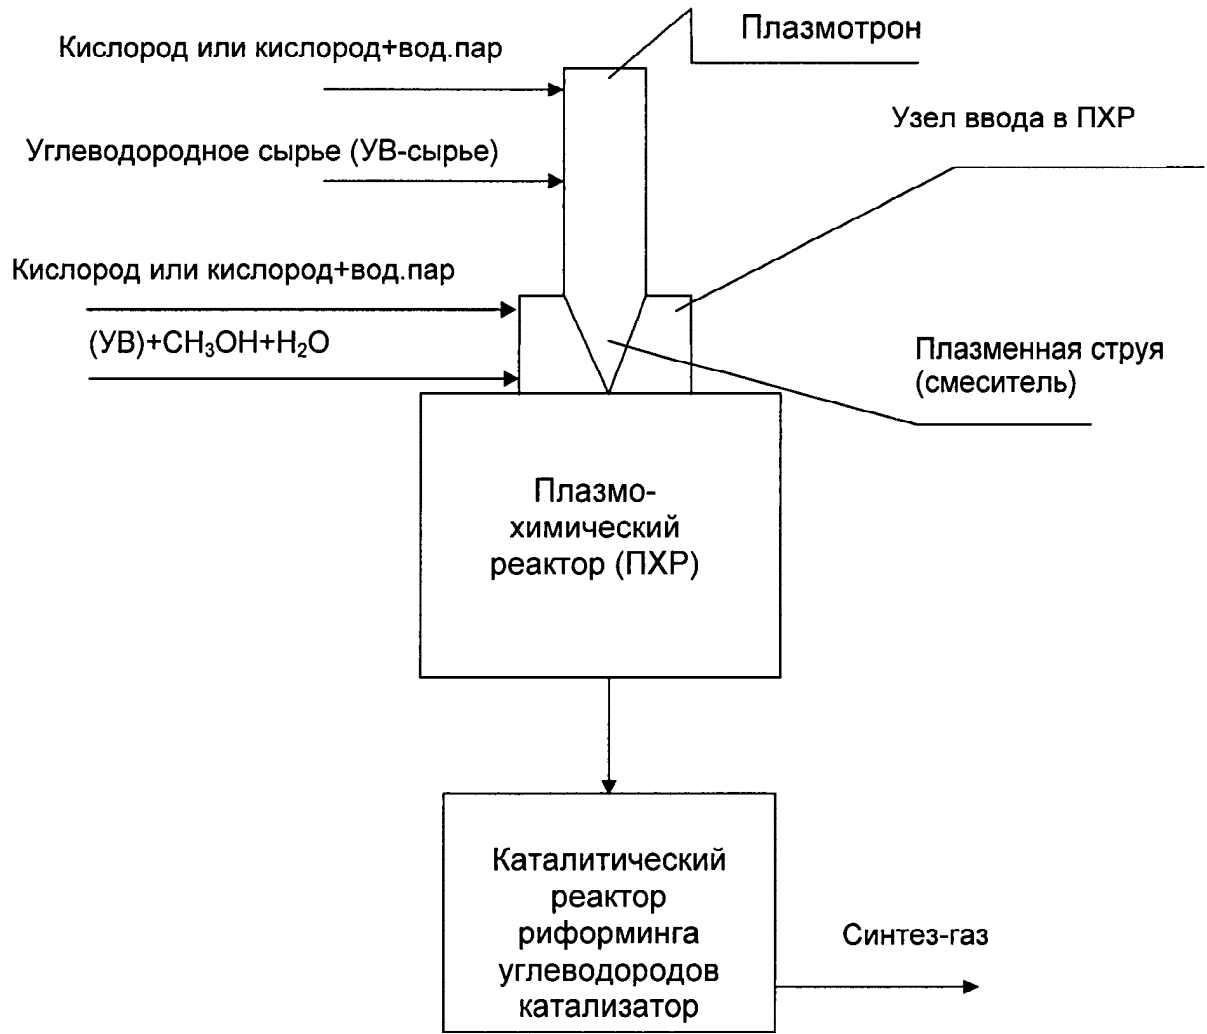 Плазмотрон
Кислород или кислород+вод.пар
Узел ввода в ПХР
Углеводородное сырье (УВ-сырье)
Кислород или кислород+вод.пар
(УВ)+CH₃OH+H₂O
Плазменная струя
(смеситель)
Плазмо-
химический
реактор (ПХР)
Каталитический
реактор
риформинга
углеводородов
катализатор
Синтез-газ